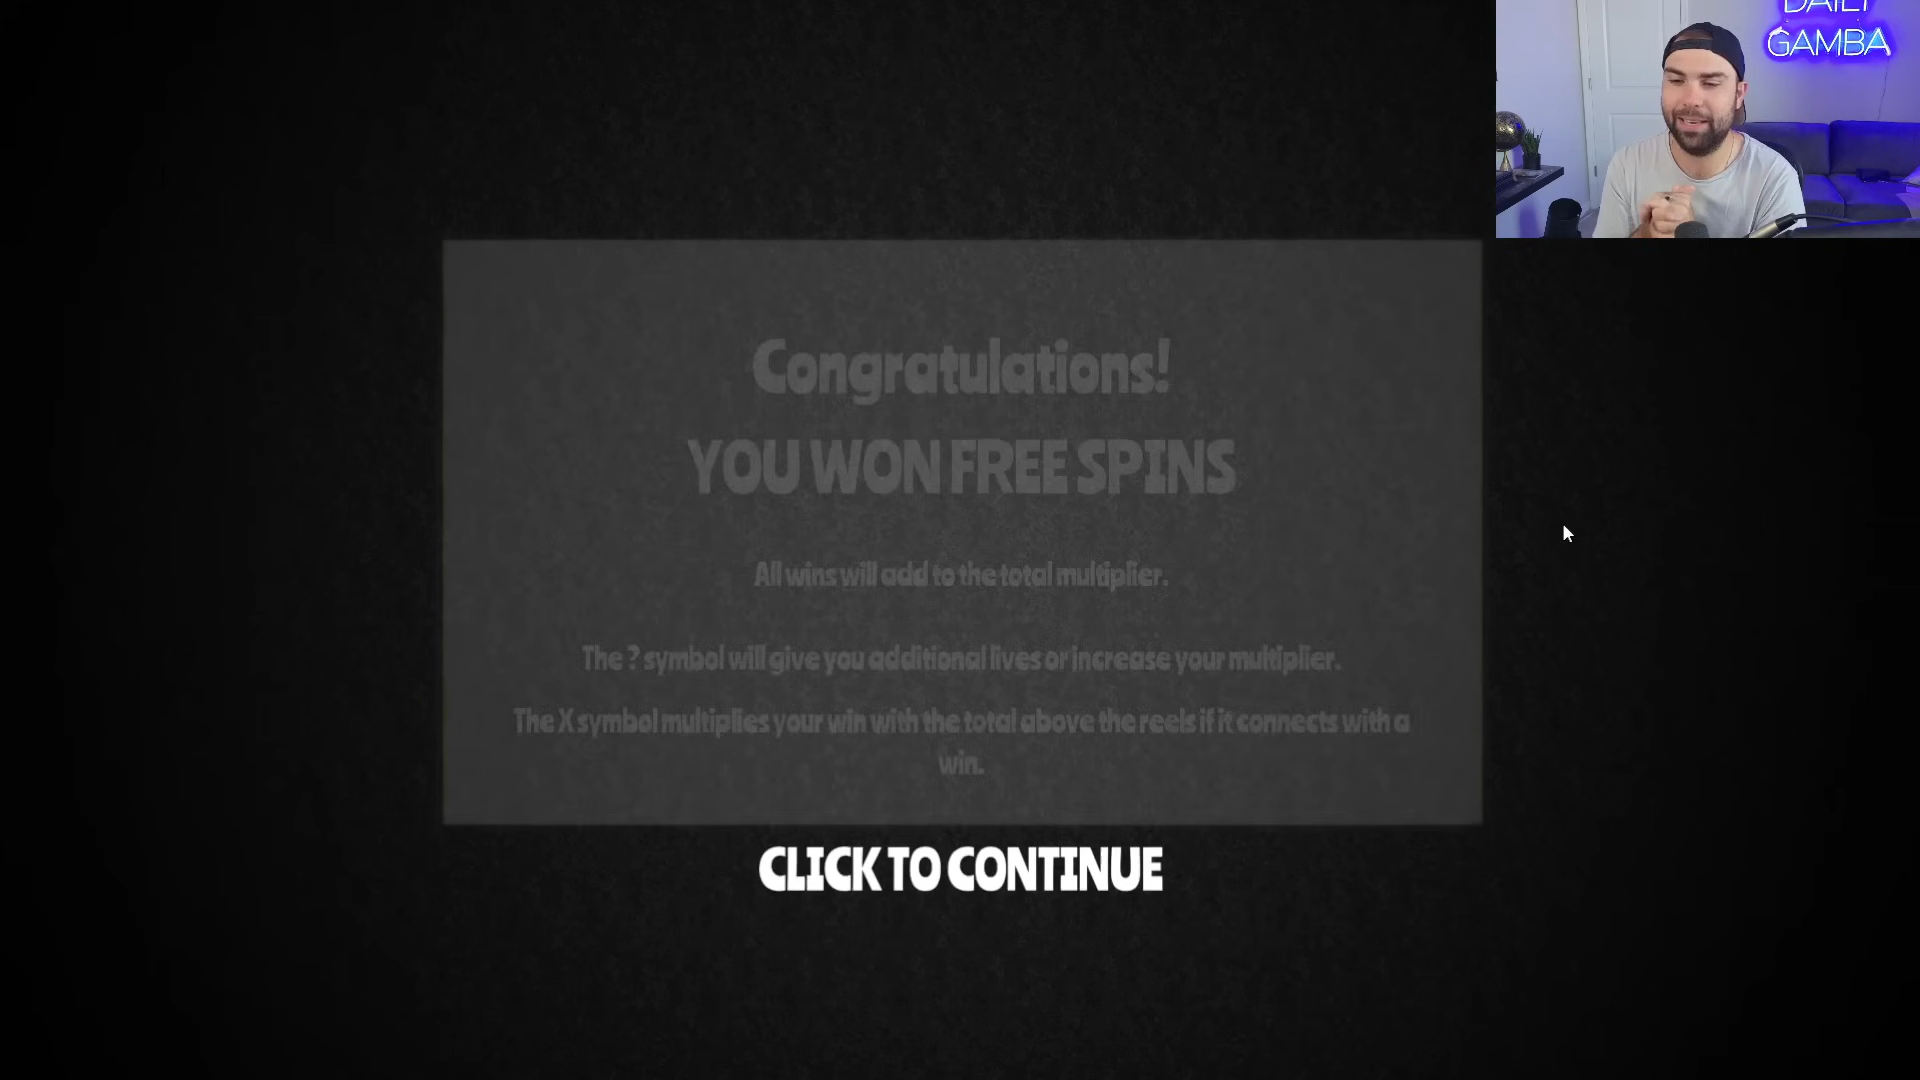 DAILY
GAMBA
Congratulations!
YOU WON FREE SPINS
All wins will add to the total multiplier.
The ? symbol will give you additional lives or increase your multiplier.
The X symbol multiplies your win with the total above the reels if it connects with a
win.
CLICK TO CONTINUE